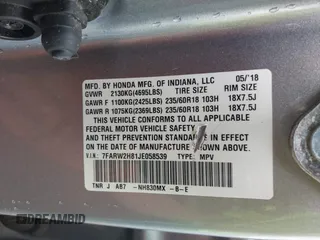 MFD. BY HONDA MFG. OF INDIANA, LLC 05/'18
GVWR 2130KG(4695LBS) TIRE SIZE RIM SIZE
GAWR F 1100KG(2425LBS) 235/60R18 103H 18X7.5J
GAWR R 1075KG(2369LBS) 235/60R18 103H 18X7.5J
THIS VEHICLE CONFORMS TO ALL APPLICABLE
FEDERAL MOTOR VEHICLE SAFETY, BUMPER,
AND THEFT PREVENTION STANDARDS IN EFFECT
ON THE DATE OF MANUFACTURE SHOWN ABOVE.
V.I.N.: 7FARW2H81JE058539 TYPE: MPV
TNR J AB7 -NH830MX -B-E
DREAMBID